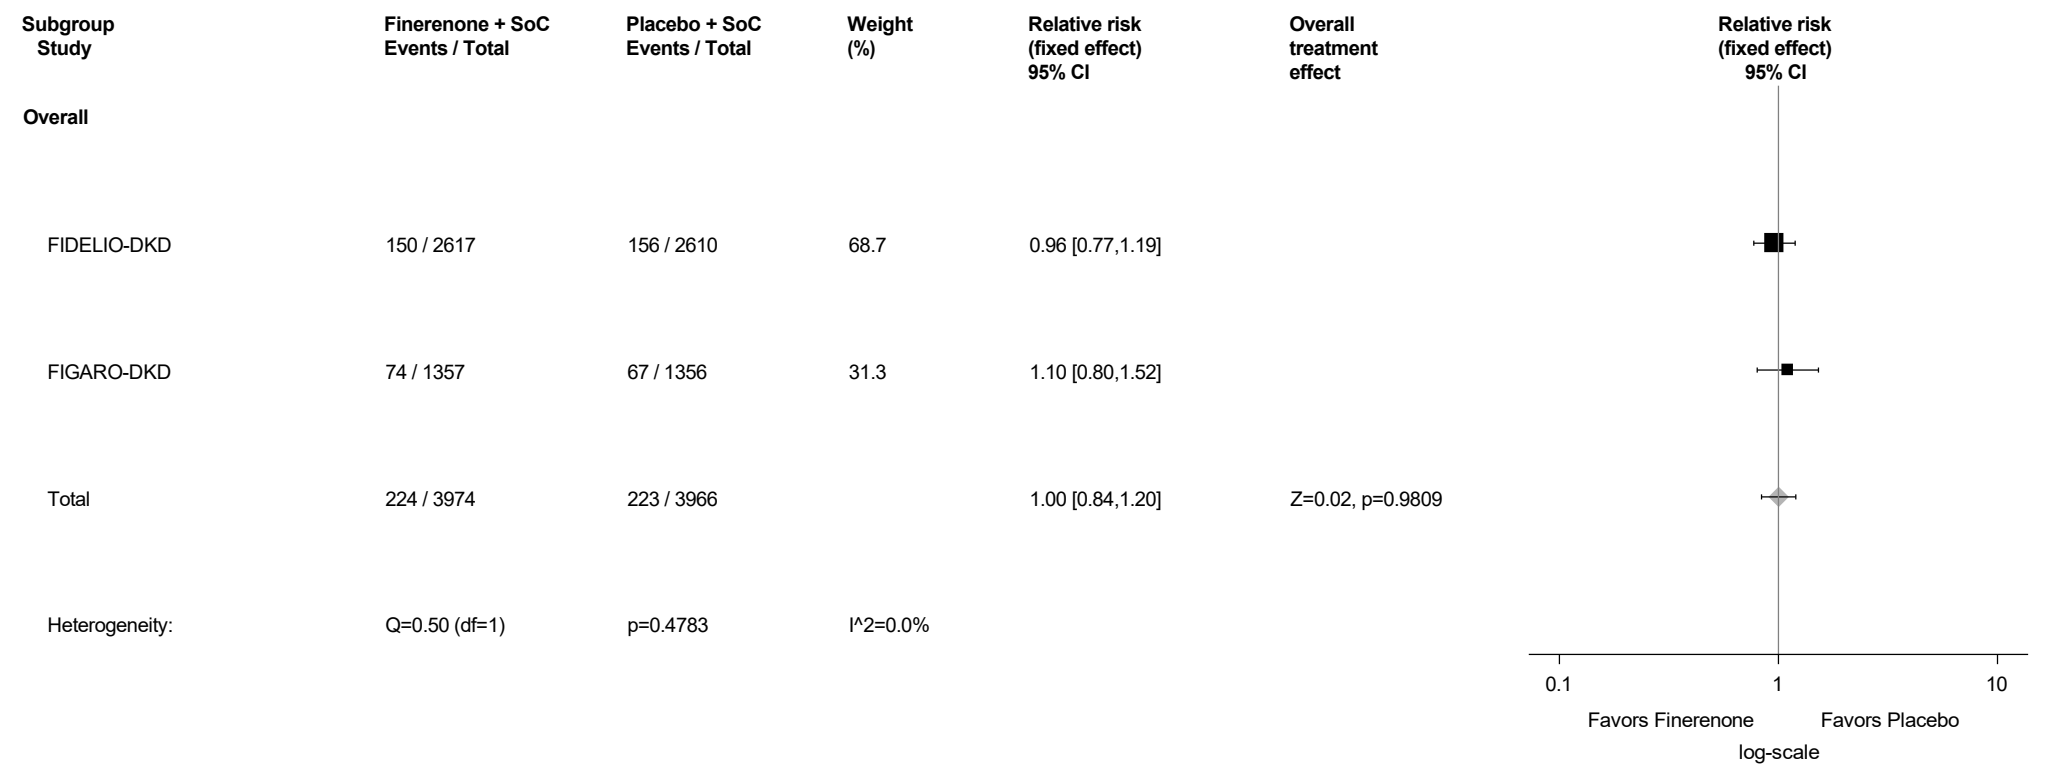 Subgroup Finerenone + SoC Placebo + SoC Weight Relative risk Overall Relative risk
Study Events / Total Events / Total (%) (fixed effect) treatment (fixed effect)
95% CI effect 95% CI
Overall
FIDELIO-DKD 150 / 2617 156 / 2610 68.7 0.96 [0.77,1.19]
FIGARO-DKD 74 / 1357 67 / 1356 31.3 1.10 [0.80,1.52]
Total 224 / 3974 223 / 3966 1.00 [0.84,1.20] Z=0.02, p=0.9809
Heterogeneity: Q=0.50 (df=1) p=0.4783 I^2=0.0%
0.1 1 10
Favors Finerenone Favors Placebo
log-scale